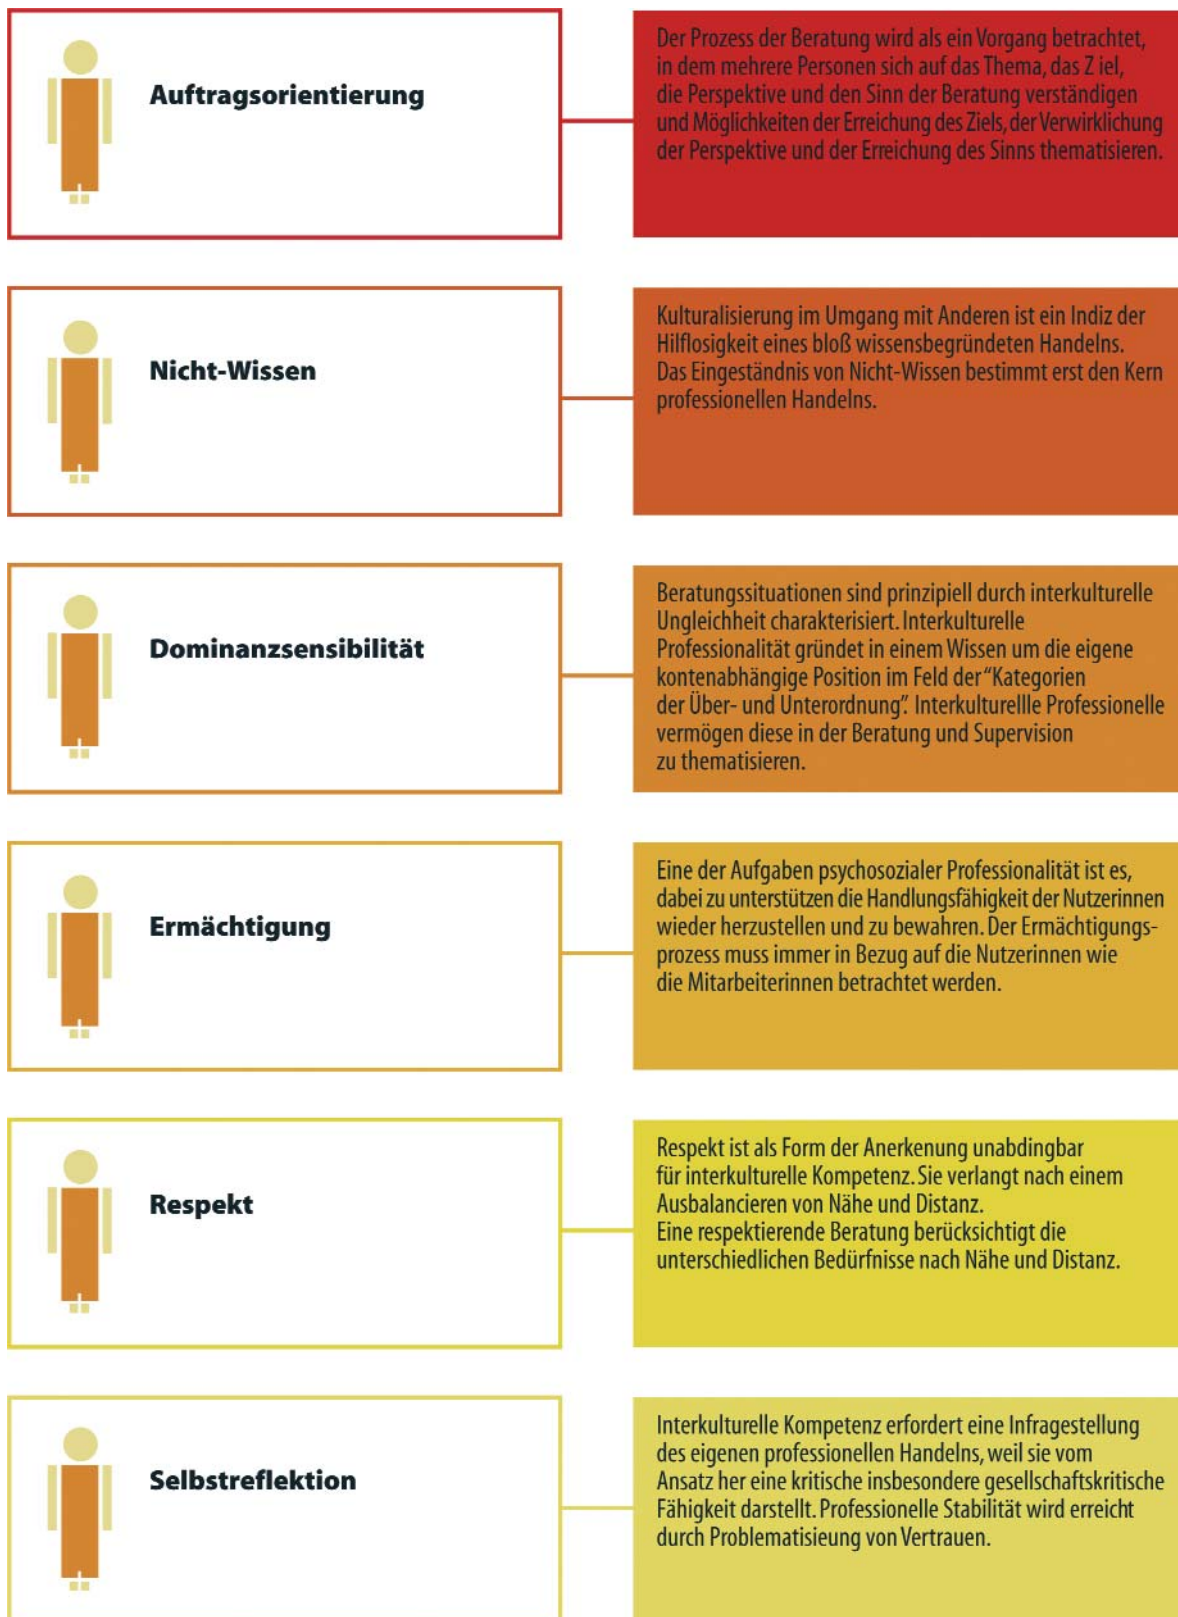 Auftragsorientierung
Der Prozess der Beratung wird als ein Vorgang betrachtet,
in dem mehrere Personen sich auf das Thema, das Z iel,
die Perspektive und den Sinn der Beratung verständigen
und Möglichkeiten der Erreichung des Ziels, der Verwirklichung
der Perspektive und der Erreichung des Sinns thematisieren.
Nicht-Wissen
Kulturalisierung im Umgang mit Anderen ist ein Indiz der
Hilflosigkeit eines bloß wissensbegründeten Handelns.
Das Eingeständnis von Nicht-Wissen bestimmt erst den Kern
professionellen Handelns.
Dominanzsensibilität
Beratungssituationen sind prinzipiell durch interkulturelle
Ungleichheit charakterisiert. Interkulturelle
Professionalität gründet in einem Wissen um die eigene
kontenabhängige Position im Feld der “Kategorien
der Über- und Unterordnung”. Interkulturellle Professionelle
vermögen diese in der Beratung und Supervision
zu thematisieren.
Ermächtigung
Eine der Aufgaben psychosozialer Professionalität ist es,
dabei zu unterstützen die Handlungsfähigkeit der Nutzerinnen
wieder herzustellen und zu bewahren. Der Ermächtigungs-
prozess muss immer in Bezug auf die Nutzerinnen wie
die Mitarbeiterinnen betrachtet werden.
Respekt
Respekt ist als Form der Anerkenung unabdingbar
für interkulturelle Kompetenz. Sie verlangt nach einem
Ausbalancieren von Nähe und Distanz.
Eine respektierende Beratung berücksichtigt die
unterschiedlichen Bedürfnisse nach Nähe und Distanz.
Selbstreflektion
Interkulturelle Kompetenz erfordert eine Infragestellung
des eigenen professionellen Handelns, weil sie vom
Ansatz her eine kritische insbesondere gesellschaftskritische
Fähigkeit darstellt. Professionelle Stabilität wird erreicht
durch Problematisieung von Vertrauen.